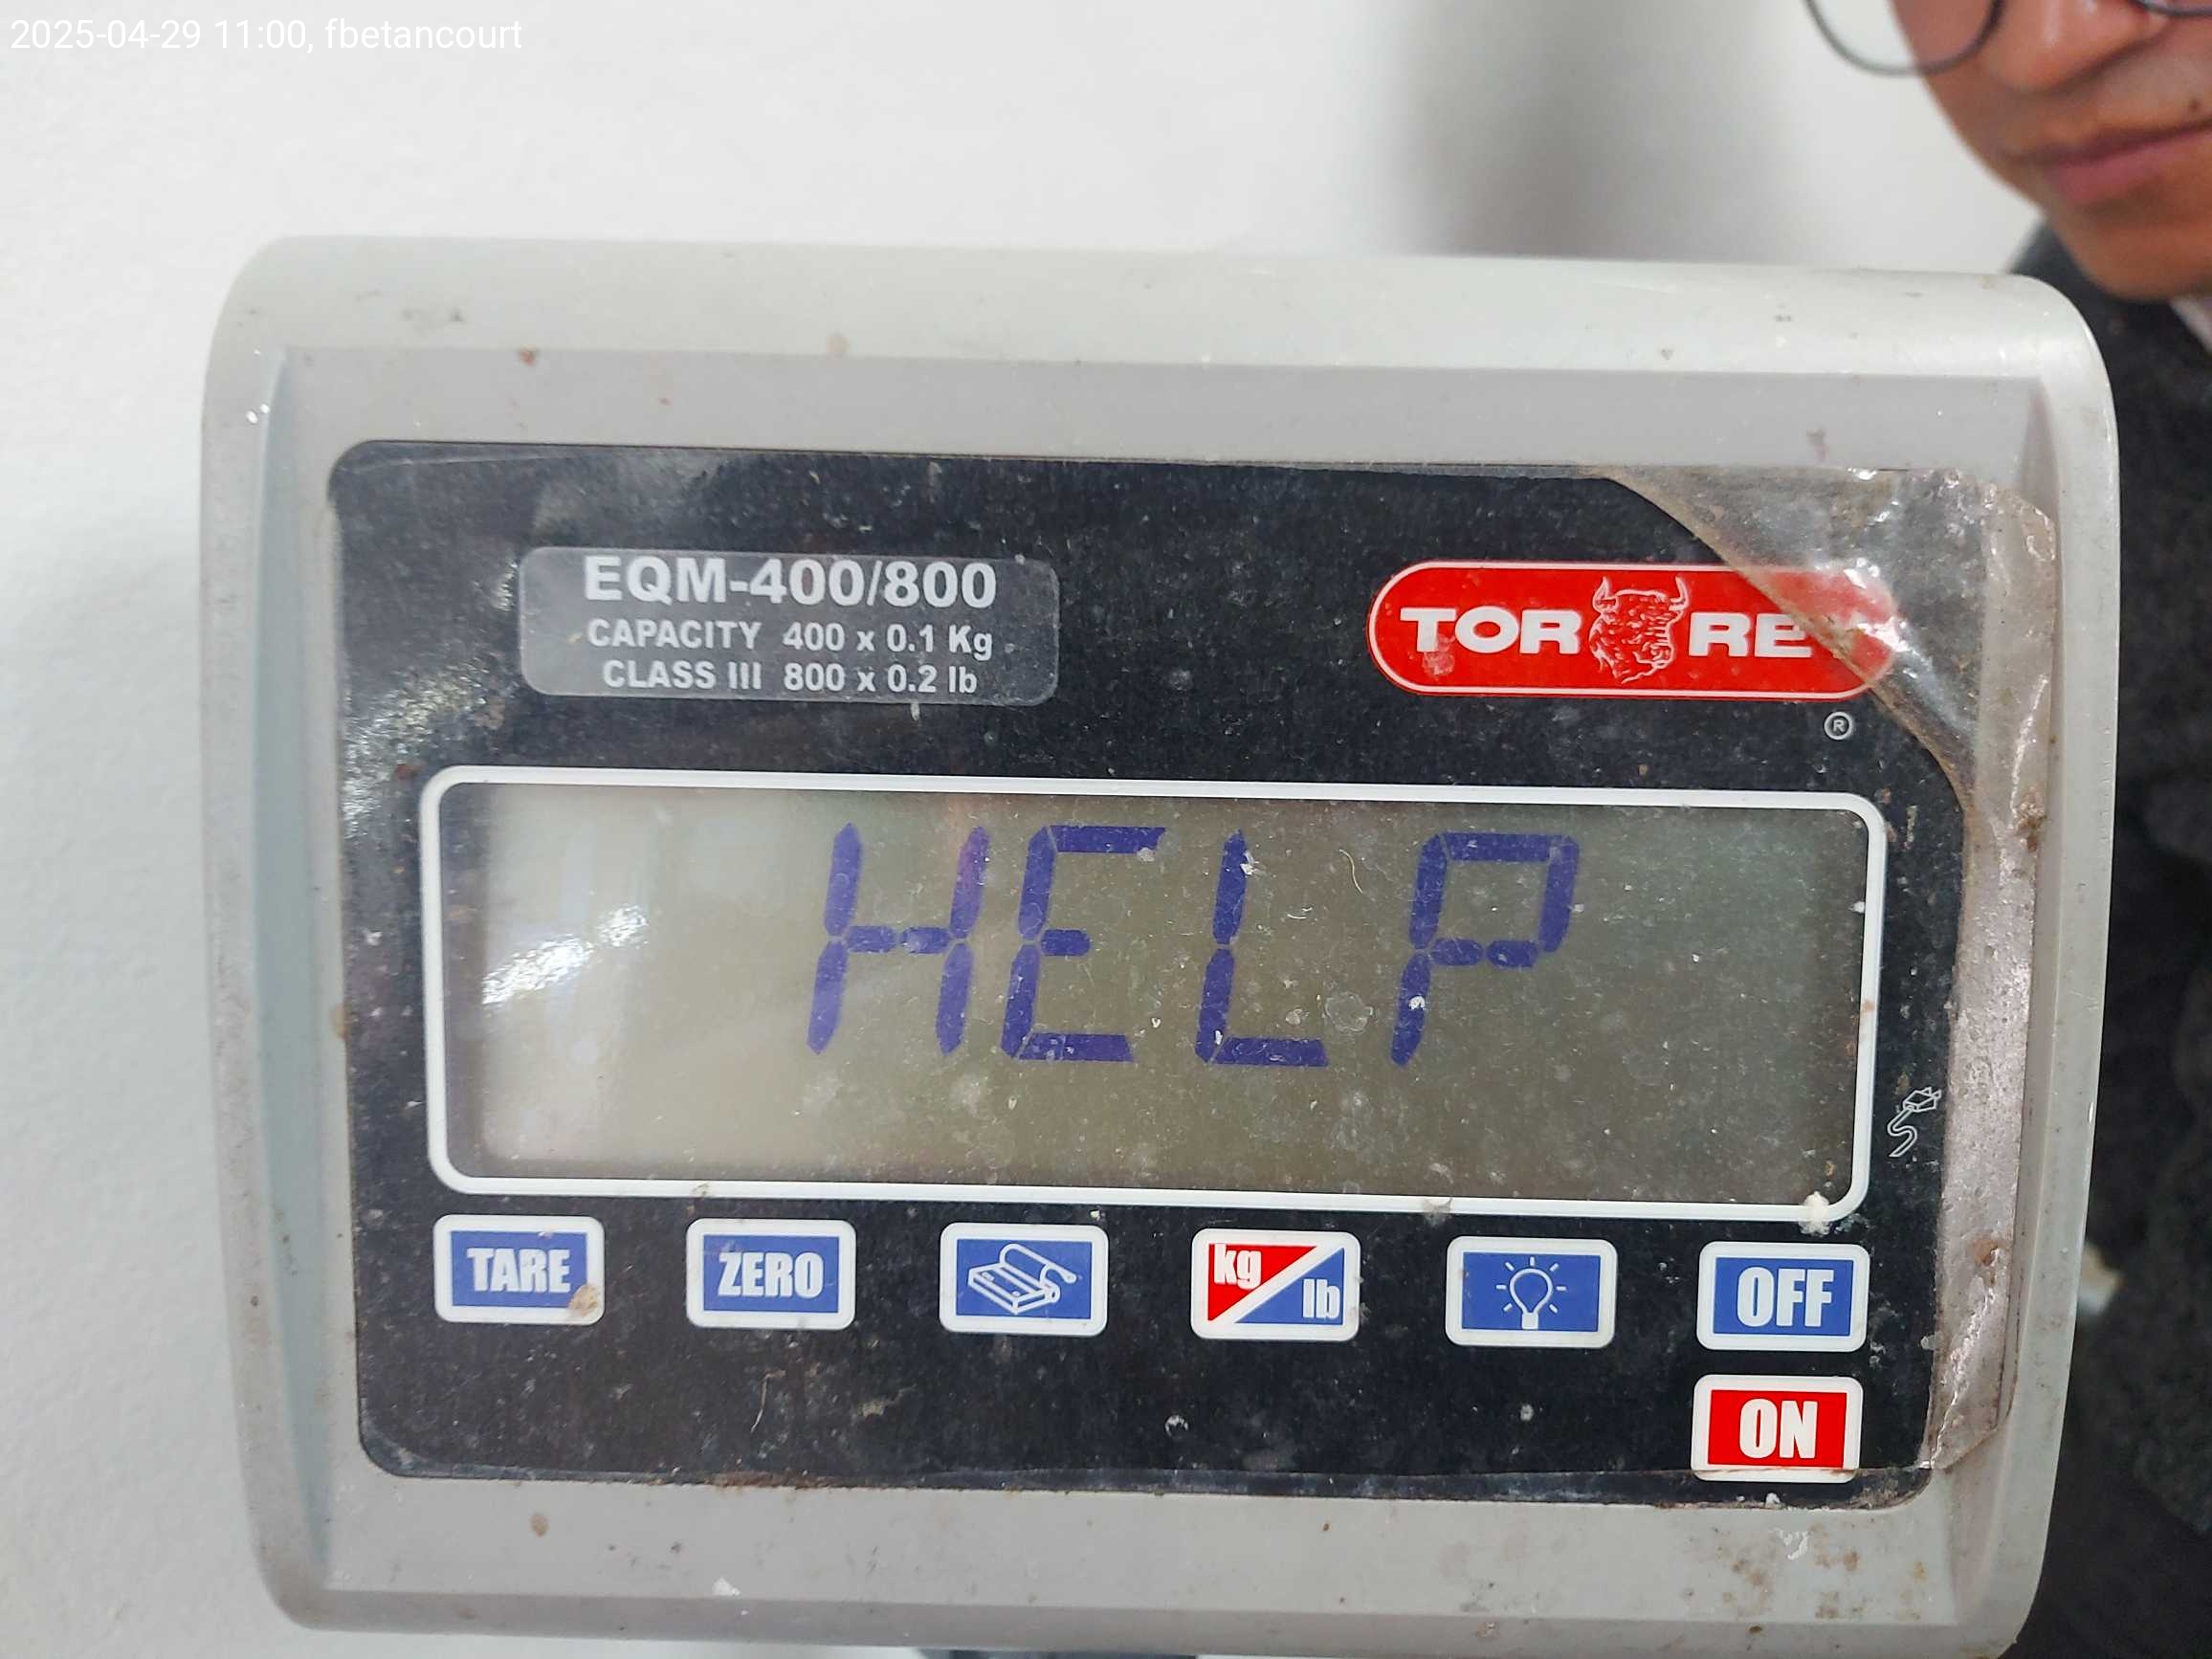 2025-04-29 11:00, fbetancourt
EQM-400/800
CAPACITY 400 x 0.1 Kg
CLASS III 800 x 0.2 lb
TOR RE
®
HELP
TARE
ZERO
kg
lb
OFF
ON